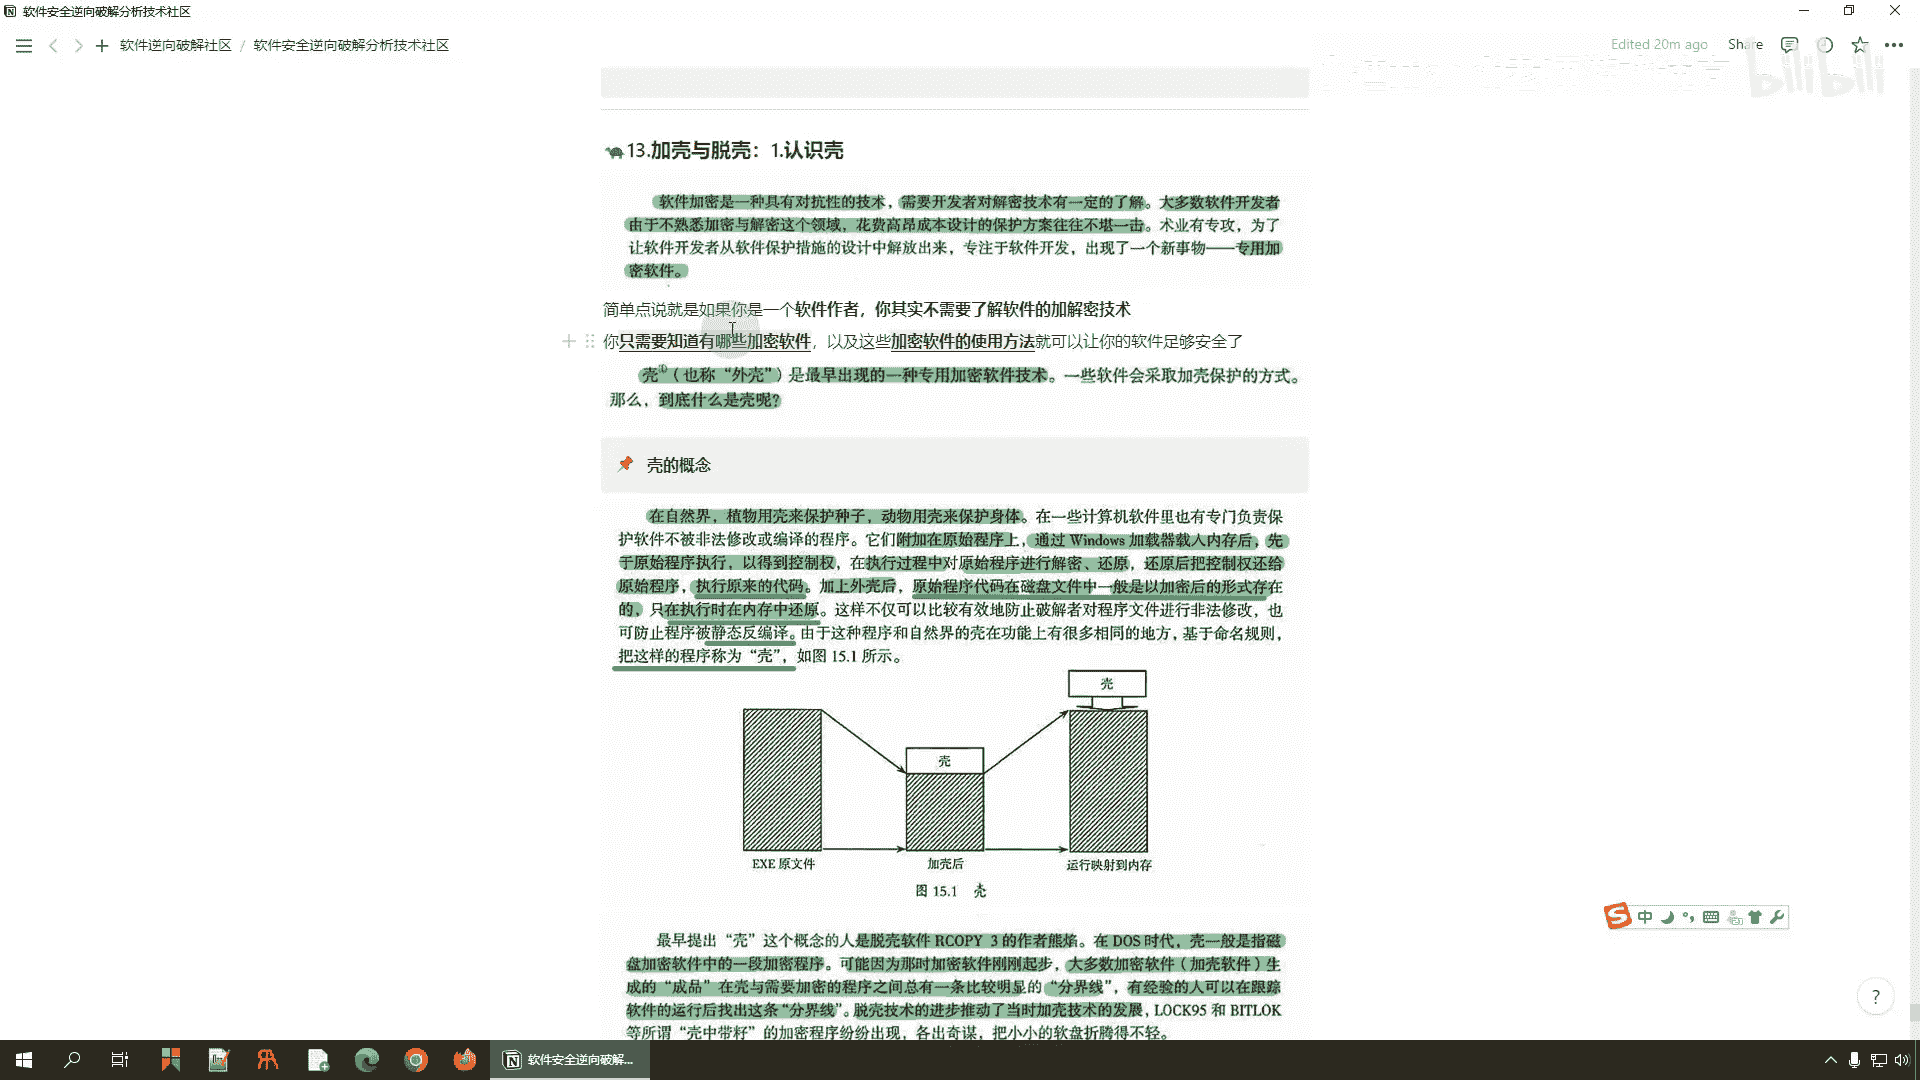 软件安全逆向破解分析技术社区
软件逆向破解社区 / 软件安全逆向破解分析技术社区
Edited 20m ago Share
bilibili
13.加壳与脱壳：1.认识壳
软件加密是一种具有对抗性的技术，需要开发者对解密技术有一定的了解。大多数软件开发者
由于不熟悉加密与解密这个领域，花费高昂成本设计的保护方案往往不堪一击。术业有专攻，为了
让软件开发者从软件保护措施的设计中解放出来，专注于软件开发，出现了一个新事物——专用加
密软件。
简单点说就是如果你是一个软件作者，你其实不需要了解软件的加解密技术
你只需要知道有哪些加密软件，以及这些加密软件的使用方法就可以让你的软件足够安全了
壳①（也称“外壳”）是最早出现的一种专用加密软件技术。一些软件会采取加壳保护的方式。
那么，到底什么是壳呢？
壳的概念
在自然界，植物用壳来保护种子，动物用壳来保护身体。在一些计算机软件里也有专门负责保
护软件不被非法修改或编译的程序。它们附加在原始程序上，通过 Windows 加载器载入内存后，先
于原始程序执行，以得到控制权，在执行过程中对原始程序进行解密、还原，还原后把控制权还给
原始程序，执行原来的代码。加上外壳后，原始程序代码在磁盘文件中一般是以加密后的形式存在
的，只在执行时在内存中还原。这样不仅可以比较有效地防止破解者对程序文件进行非法修改，也
可防止程序被静态反编译。由于这种程序和自然界的壳在功能上有很多相同的地方，基于命名规则，
把这样的程序称为“壳”，如图 15.1 所示。
壳
壳
EXE 原文件 加壳后 运行映射到内存
图 15.1 壳
最早提出“壳”这个概念的人是脱壳软件 RCOPY 3 的作者熊焰。在 DOS 时代，壳一般是指磁
盘加密软件中的一段加密程序。可能因为那时加密软件刚刚起步，大多数加密软件（加壳软件）生
成的“成品”在壳与需要加密的程序之间总有一条比较明显的“分界线”，有经验的人可以在跟踪
软件的运行后找出这条“分界线”。脱壳技术的进步推动了当时加壳技术的发展，LOCK95 和 BITLOK
等所谓“壳中带籽”的加密程序纷纷出现，各出奇谋，把小小的软盘折腾得不轻。
中
?
软件安全逆向破解...